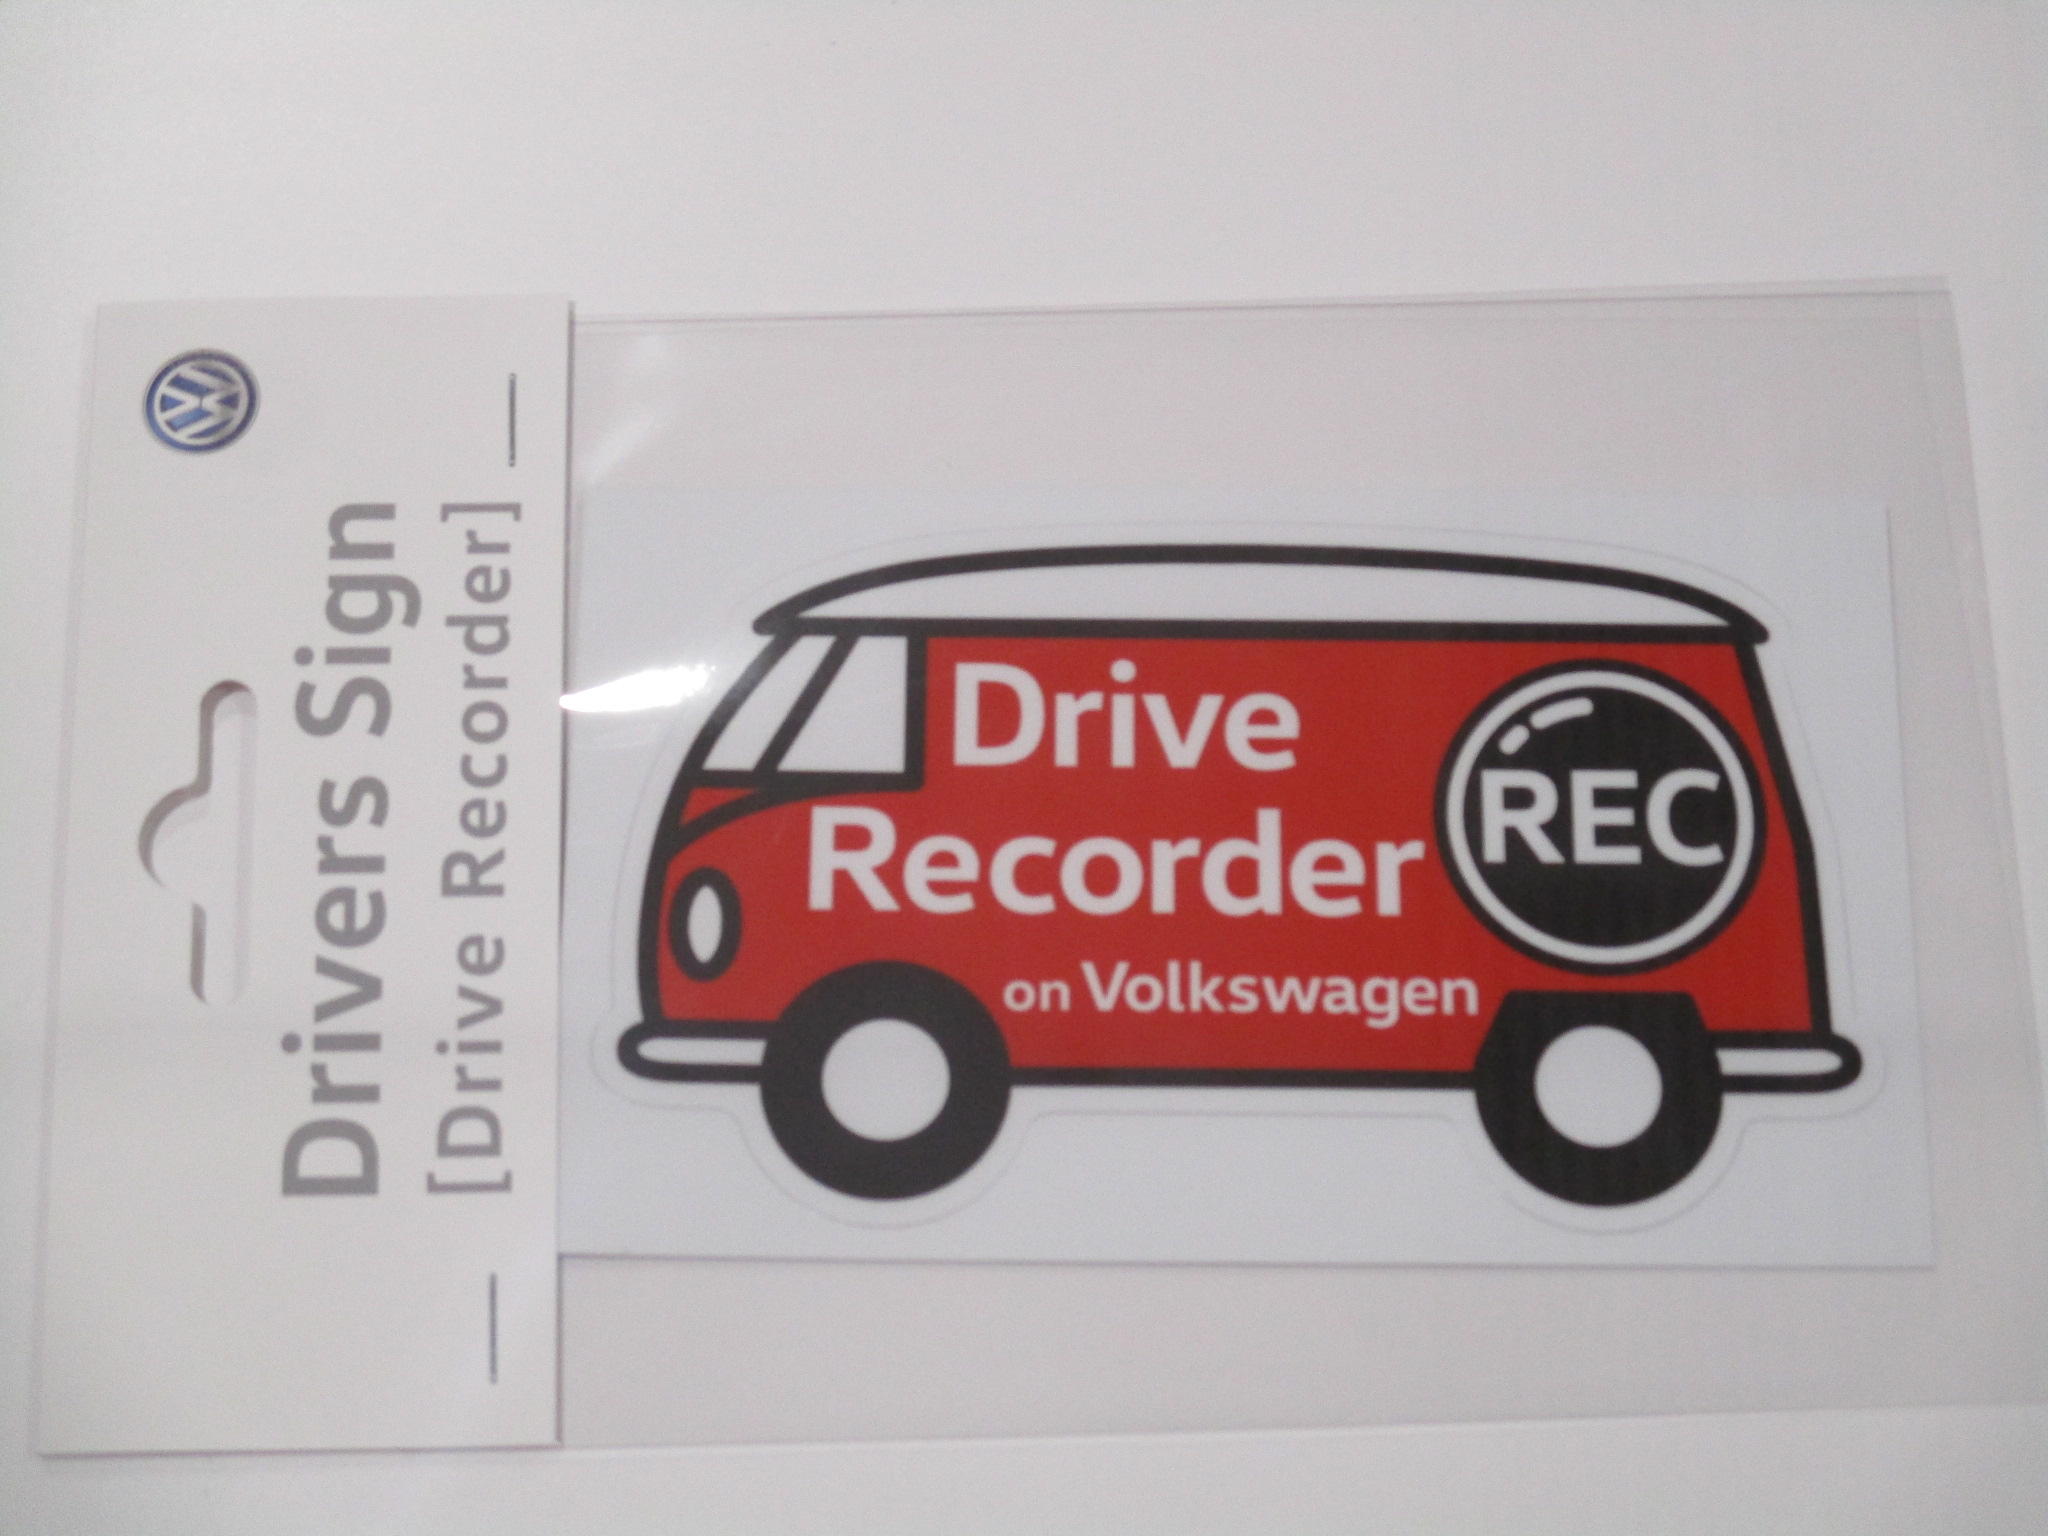 Drivers Sign
[Drive Recorder]
Drive
Recorder
on Volkswagen
REC